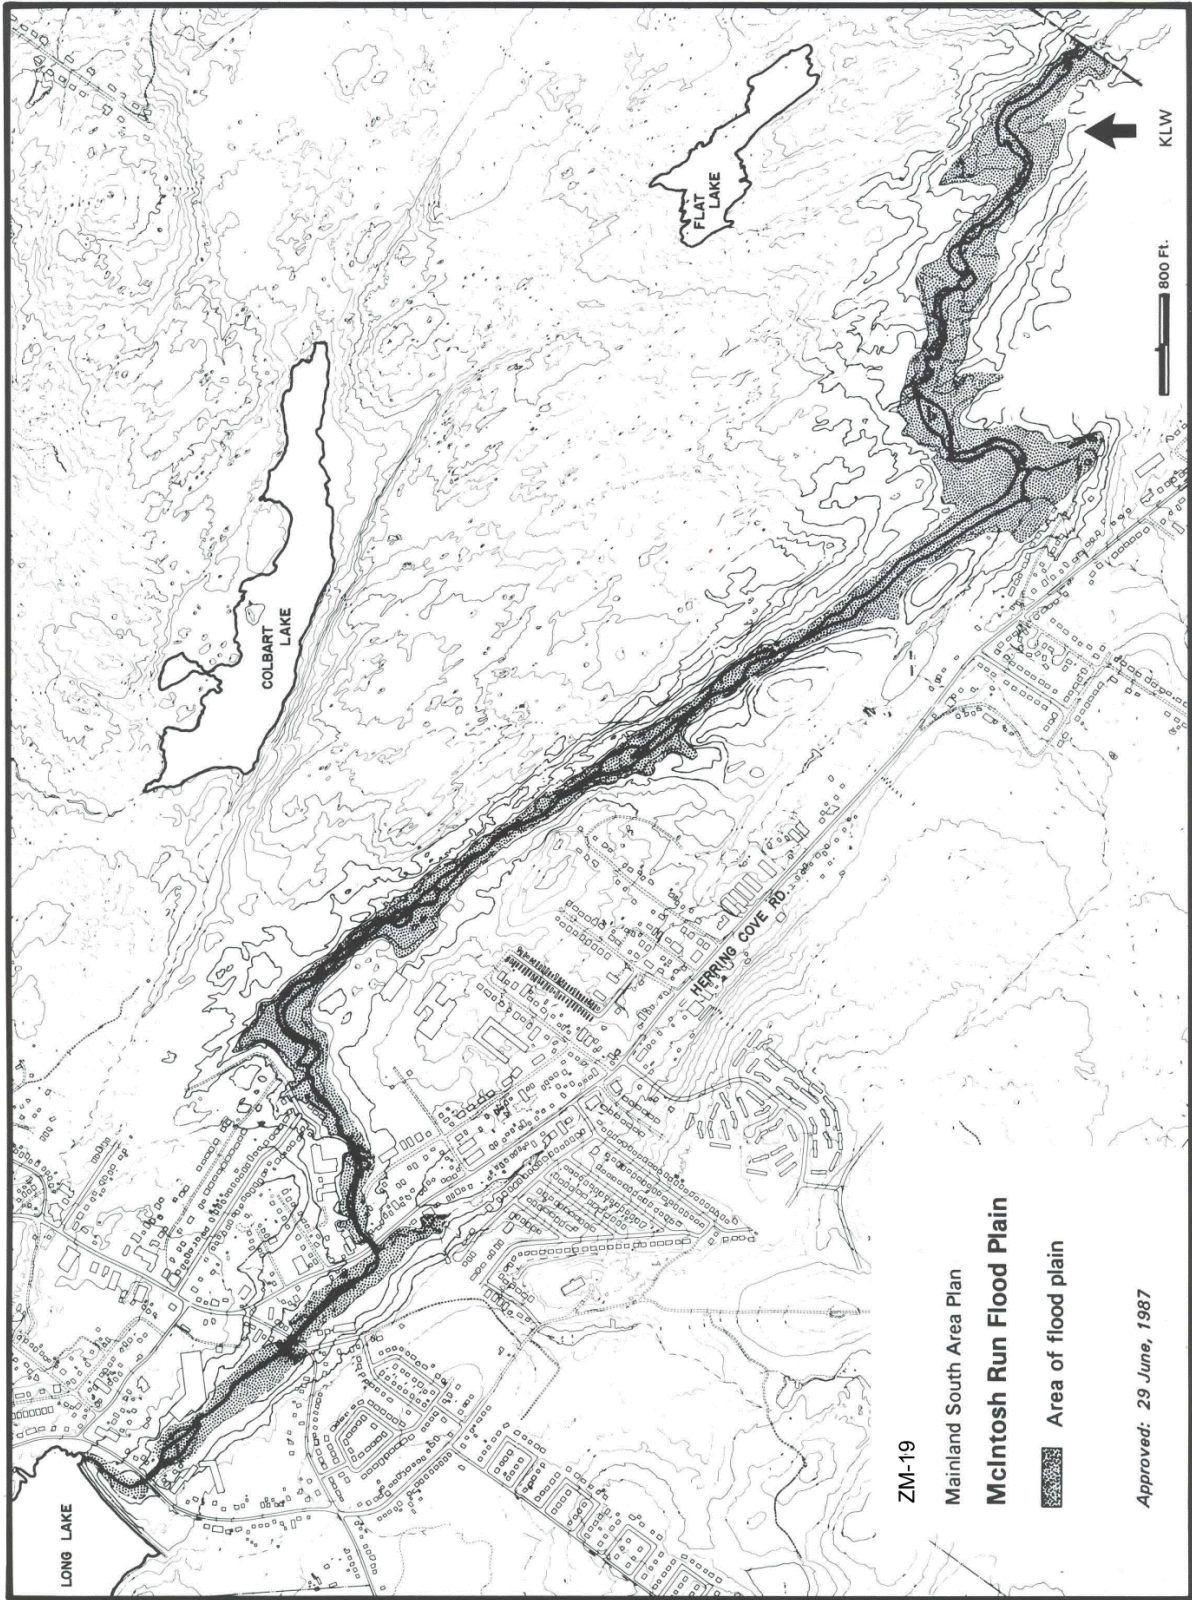 LONG LAKE
COLBART
LAKE
FLAT
LAKE
HERRING COVE RD.
ZM-19
Mainland South Area Plan
McIntosh Run Flood Plain
Area of flood plain
Approved: 29 June, 1987
800 Ft.
KLW